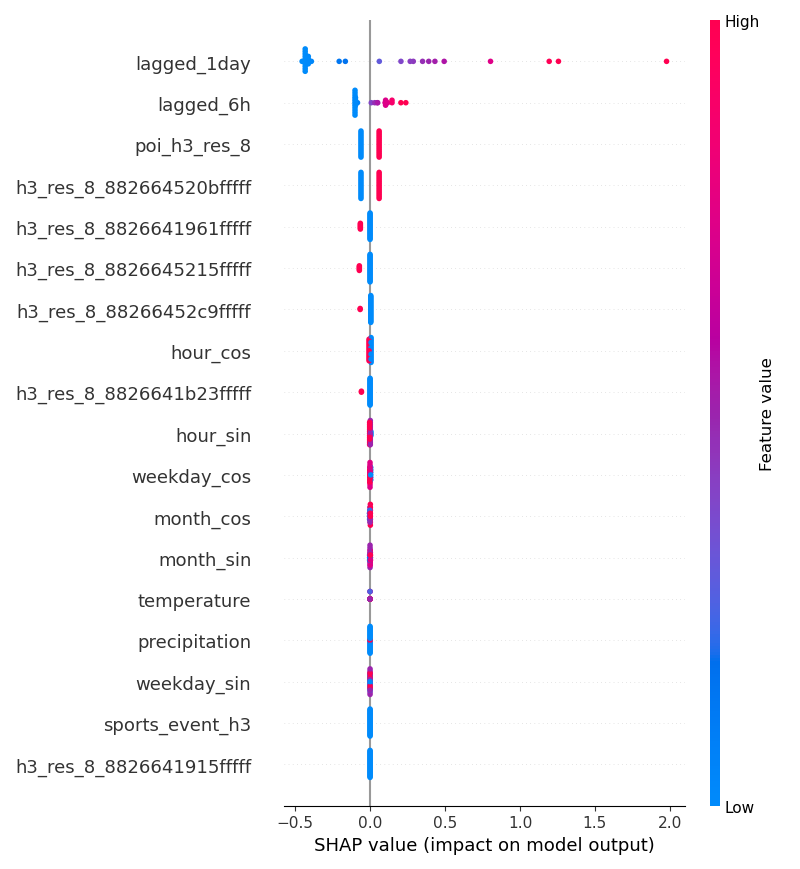 High
lagged_1day
lagged_6h
poi_h3_res_8
h3_res_8_882664520bfffff
h3_res_8_8826641961fffff
h3_res_8_8826645215fffff
h3_res_8_88266452c9fffff
hour_cos
h3_res_8_8826641b23fffff
hour_sin
weekday_cos
month_cos
month_sin
temperature
precipitation
weekday_sin
sports_event_h3
h3_res_8_8826641915fffff
Feature value
Low
−0.5 0.0 0.5 1.0 1.5 2.0
SHAP value (impact on model output)